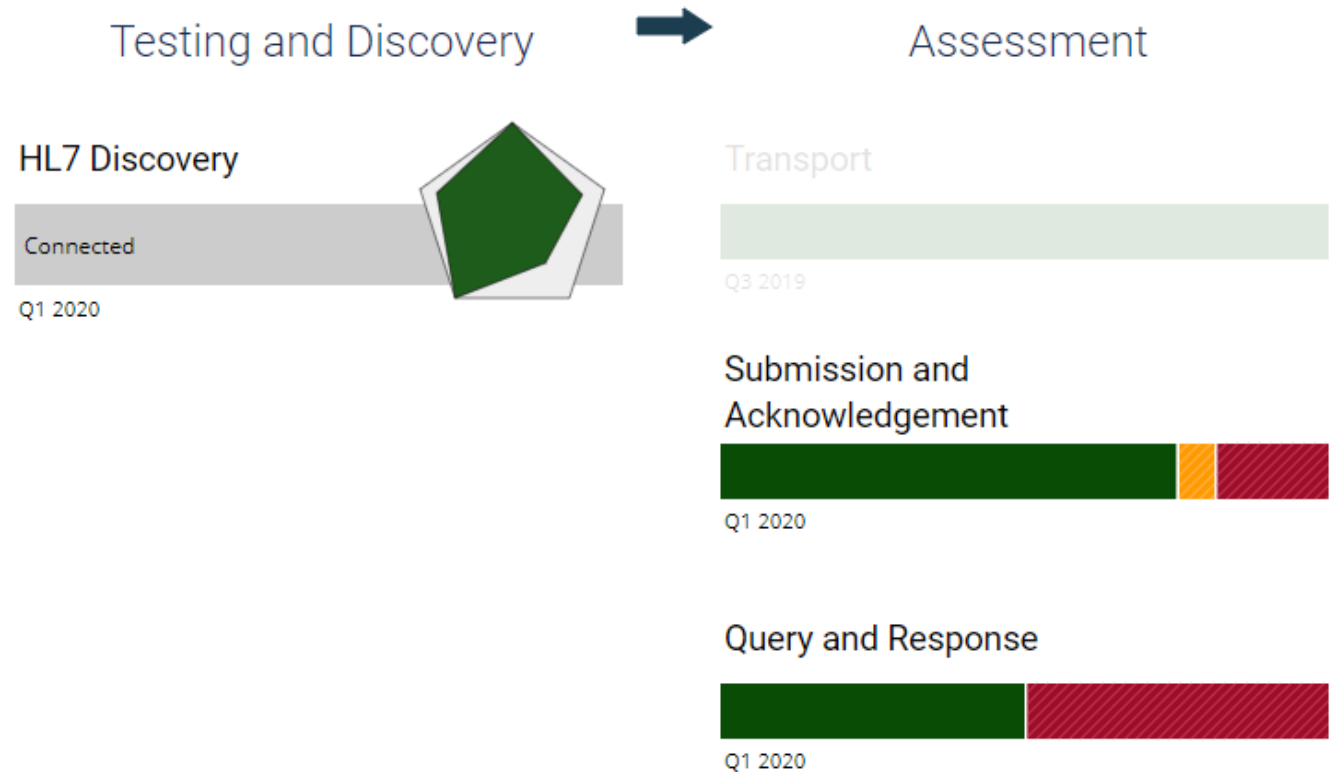 Testing and Discovery
Assessment
HL7 Discovery
Connected
Q1 2020
Transport
Q3 2019
Submission and
Acknowledgement
Q1 2020
Query and Response
Q1 2020